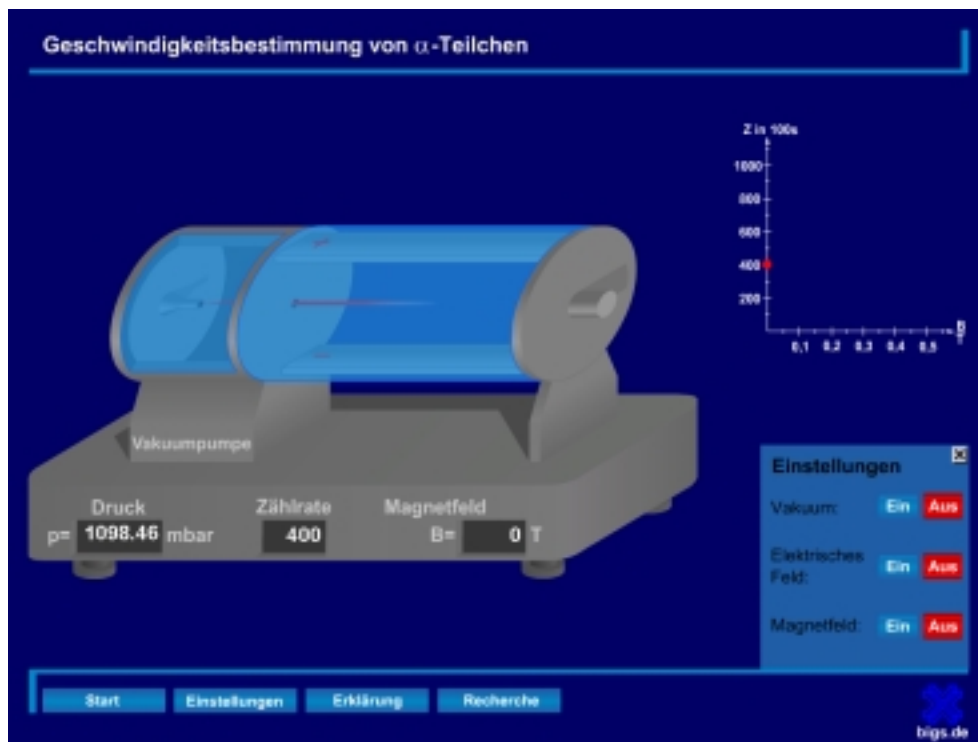 Geschwindigkeitsbestimmung von α-Teilchen
Z in 100s
1000
800
600
400
200
0,1 0,2 0,3 0,4 0,5
Vakuumpumpe
Druck Zählrate Magnetfeld
p= 1098.46 mbar 400 B= 0 T
Einstellungen
Vakuum: Ein Aus
Elektrisches
Feld: Ein Aus
Magnetfeld: Ein Aus
Start Einstellungen Erklärung Recherche
bigs.de